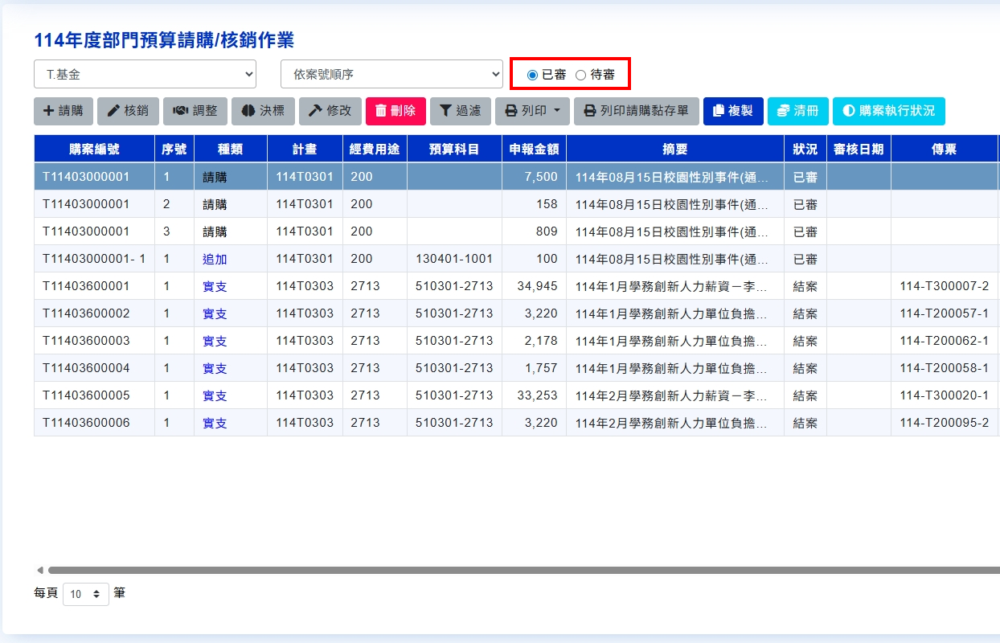 114年度部門預算請購/核銷作業
T.基金 依案號順序 已審 待審
請購 核銷 調整 決標 修改 刪除 過濾 列印 列印請購黏存單 複製 清冊 購案執行狀況
購案編號 序號 種類 計畫 經費用途 預算科目 申報金額 摘要 狀況 審核日期 傳票
T11403000001 1 請購 114T0301 200 7,500 114年08月15日校園性別事件(通... 已審
T11403000001 2 請購 114T0301 200 158 114年08月15日校園性別事件(通... 已審
T11403000001 3 請購 114T0301 200 809 114年08月15日校園性別事件(通... 已審
T11403000001- 1 1 追加 114T0301 200 130401-1001 100 114年08月15日校園性別事件(通... 已審
T11403600001 1 實支 114T0303 2713 510301-2713 34,945 114年1月學務創新人力薪資－李... 結案 114-T300007-2
T11403600002 1 實支 114T0303 2713 510301-2713 3,220 114年1月學務創新人力單位負擔... 結案 114-T200057-1
T11403600003 1 實支 114T0303 2713 510301-2713 2,178 114年1月學務創新人力單位負擔... 結案 114-T200062-1
T11403600004 1 實支 114T0303 2713 510301-2713 1,757 114年1月學務創新人力單位負擔... 結案 114-T200058-1
T11403600005 1 實支 114T0303 2713 510301-2713 33,253 114年2月學務創新人力薪資－李... 結案 114-T300020-1
T11403600006 1 實支 114T0303 2713 510301-2713 3,220 114年2月學務創新人力單位負擔... 結案 114-T200095-2
每頁 10 筆